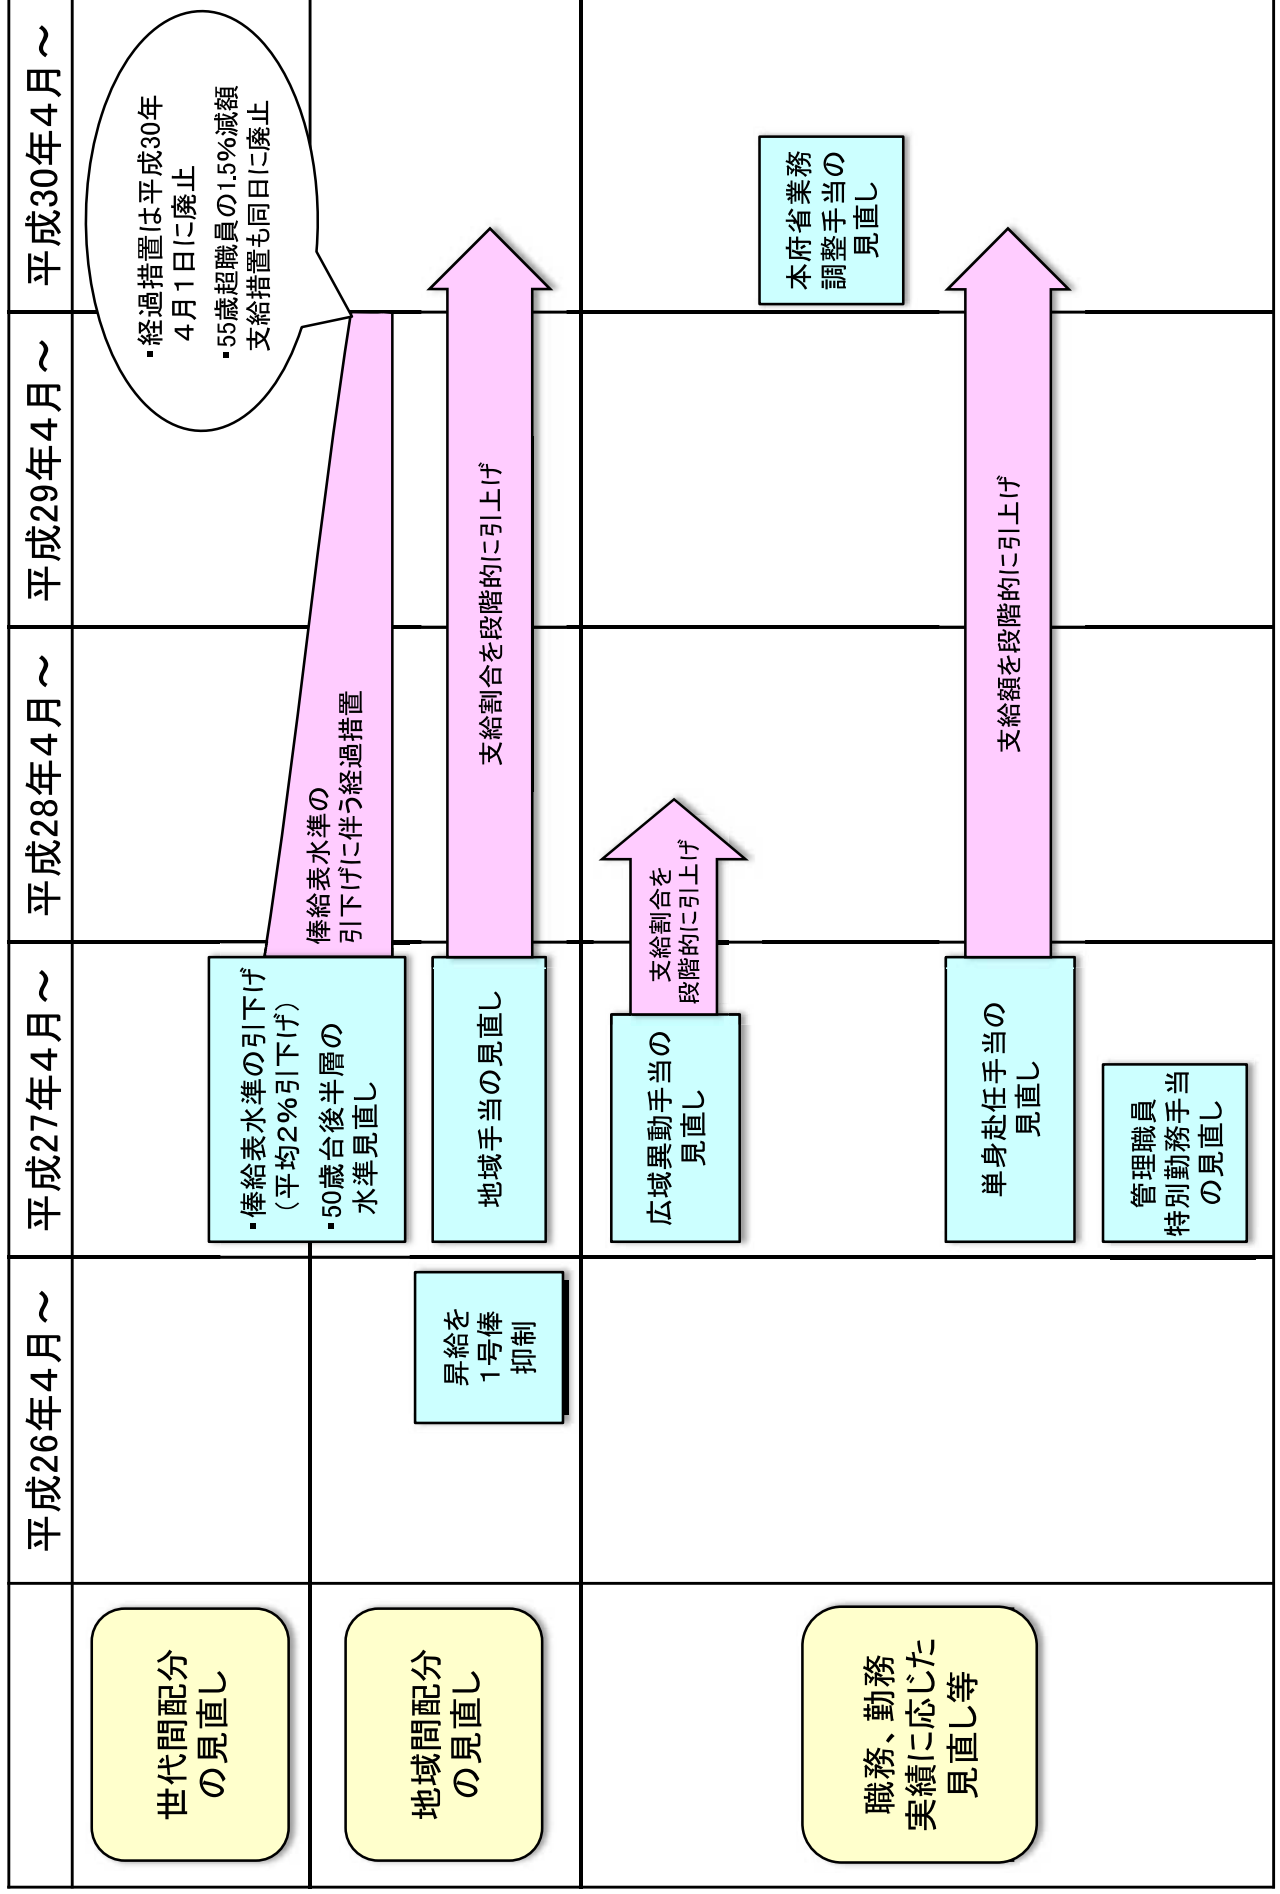 平成26年４月～
平成27年４月～
平成28年４月～
平成29年４月～
平成30年４月～
世代間配分
の見直し
・俸給表水準の引下げ
（平均２％引下げ）
・50歳台後半層の
水準見直し
俸給表水準の
引下げに伴う経過措置
・経過措置は平成30年
４月１日に廃止
・55歳超職員の1.5%減額
支給措置も同日に廃止
地域間配分
の見直し
昇給を
１号俸
抑制
地域手当の見直し
支給割合を段階的に引上げ
職務、勤務
実績に応じた
見直し等
広域異動手当の
見直し
支給割合を
段階的に引上げ
本府省業務
調整手当の
見直し
単身赴任手当の
見直し
支給額を段階的に引上げ
管理職員
特別勤務手当
の見直し